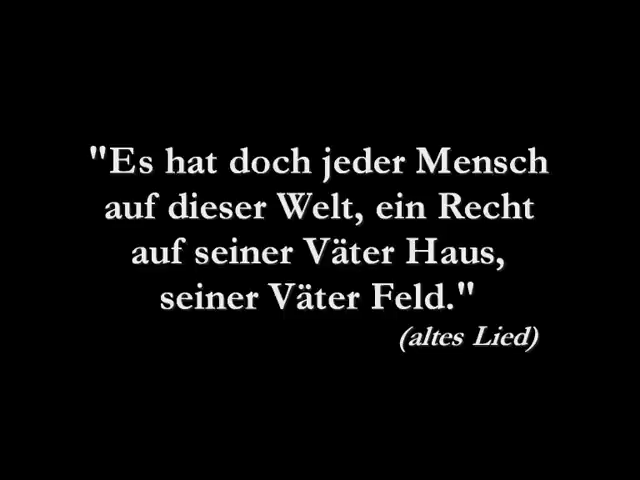 "Es hat doch jeder Mensch
auf dieser Welt, ein Recht
auf seiner Väter Haus,
seiner Väter Feld."
(altes Lied)